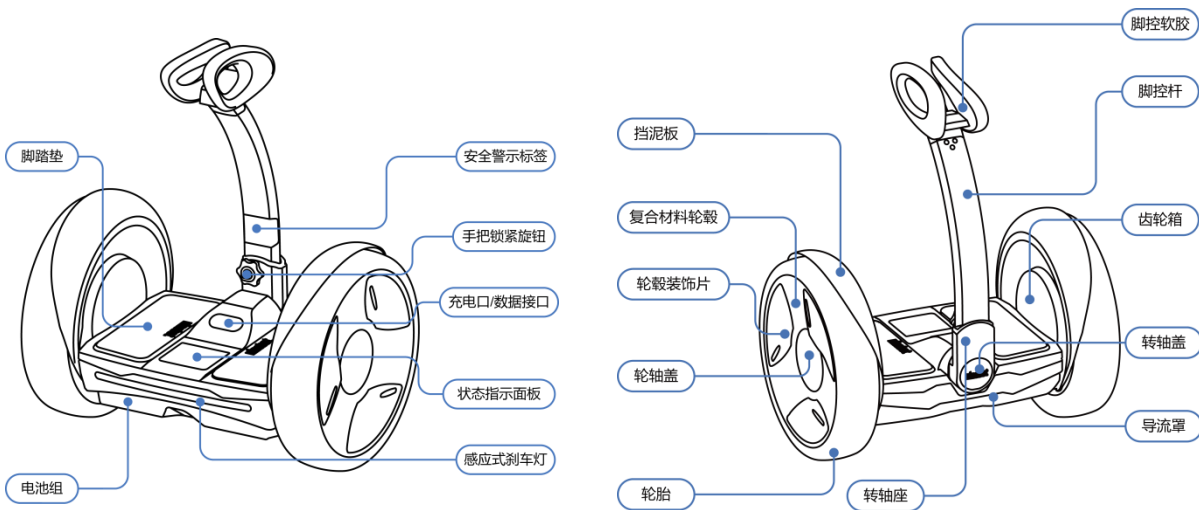 脚踏垫
电池组
安全警示标签
手把锁紧旋钮
充电口/数据接口
状态指示面板
感应式刹车灯
挡泥板
复合材料轮毂
轮毂装饰片
轮轴盖
轮胎
脚控软胶
脚控杆
齿轮箱
转轴盖
导流罩
转轴座